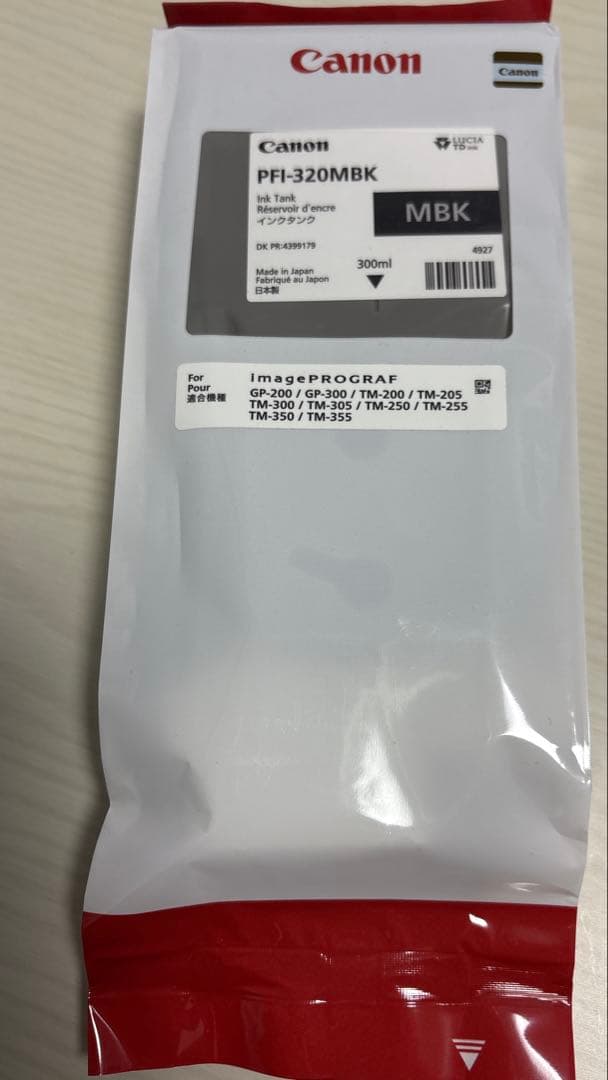 Canon
Canon
Canon
LUCIA
TD INK
PFI-320MBK
Ink Tank
Réservoir d'encre
インクタンク
MBK
DK PR:4399179
4927
300ml
Made in Japan
Fabriqué au Japon
日本製
For
Pour
適合機種
imagePROGRAF
GP-200 / GP-300 / TM-200 / TM-205
TM-300 / TM-305 / TM-250 / TM-255
TM-350 / TM-355